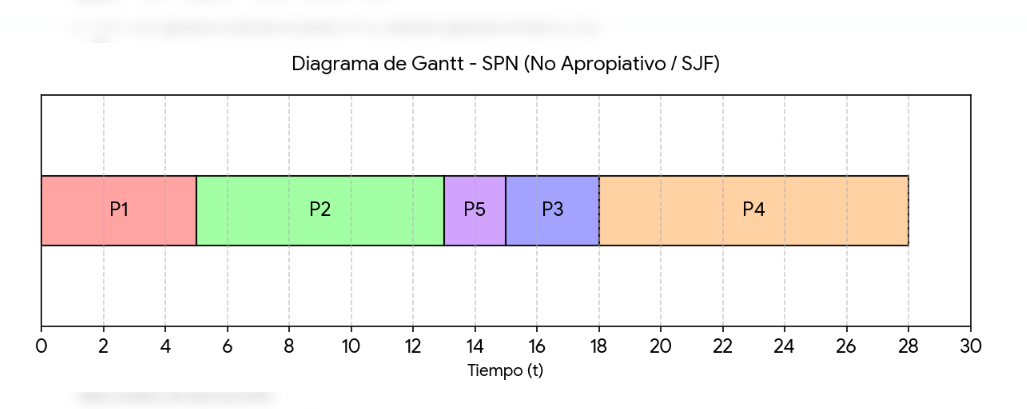 Diagrama de Gantt - SPN (No Apropiativo / SJF)
P1 P2 P5 P3 P4
0 2 4 6 8 10 12 14 16 18 20 22 24 26 28 30
Tiempo (t)